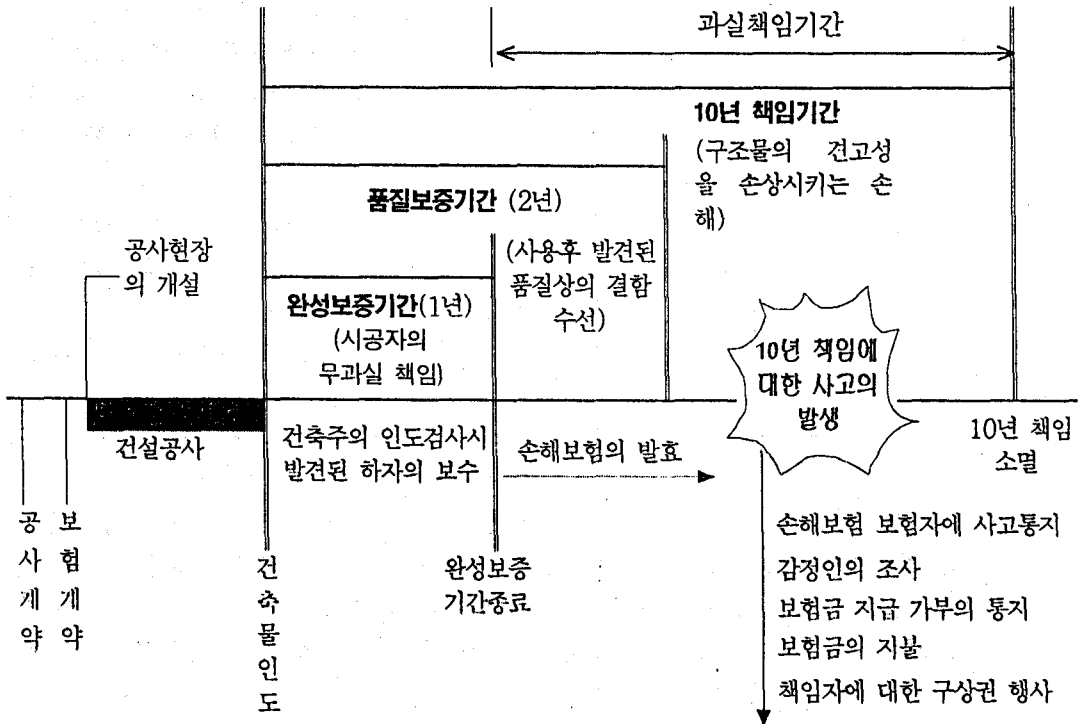 과실책임기간
10년 책임기간
(구조물의 견고성
을 손상시키는 손
해)
품질보증기간 (2년)
(사용후 발견된
품질상의 결함
수선)
공사현장
의 개설
완성보증기간(1년)
(시공자의
무과실 책임)
10년 책임에
대한 사고의
발생
건설공사
건축주의 인도검사시
발견된 하자의 보수
손해보험의 발효
10년 책임
소멸
공사계약
보험계약
건축물인도
완성보증
기간종료
손해보험 보험자에 사고통지
감정인의 조사
보험금 지급 가부의 통지
보험금의 지불
책임자에 대한 구상권 행사